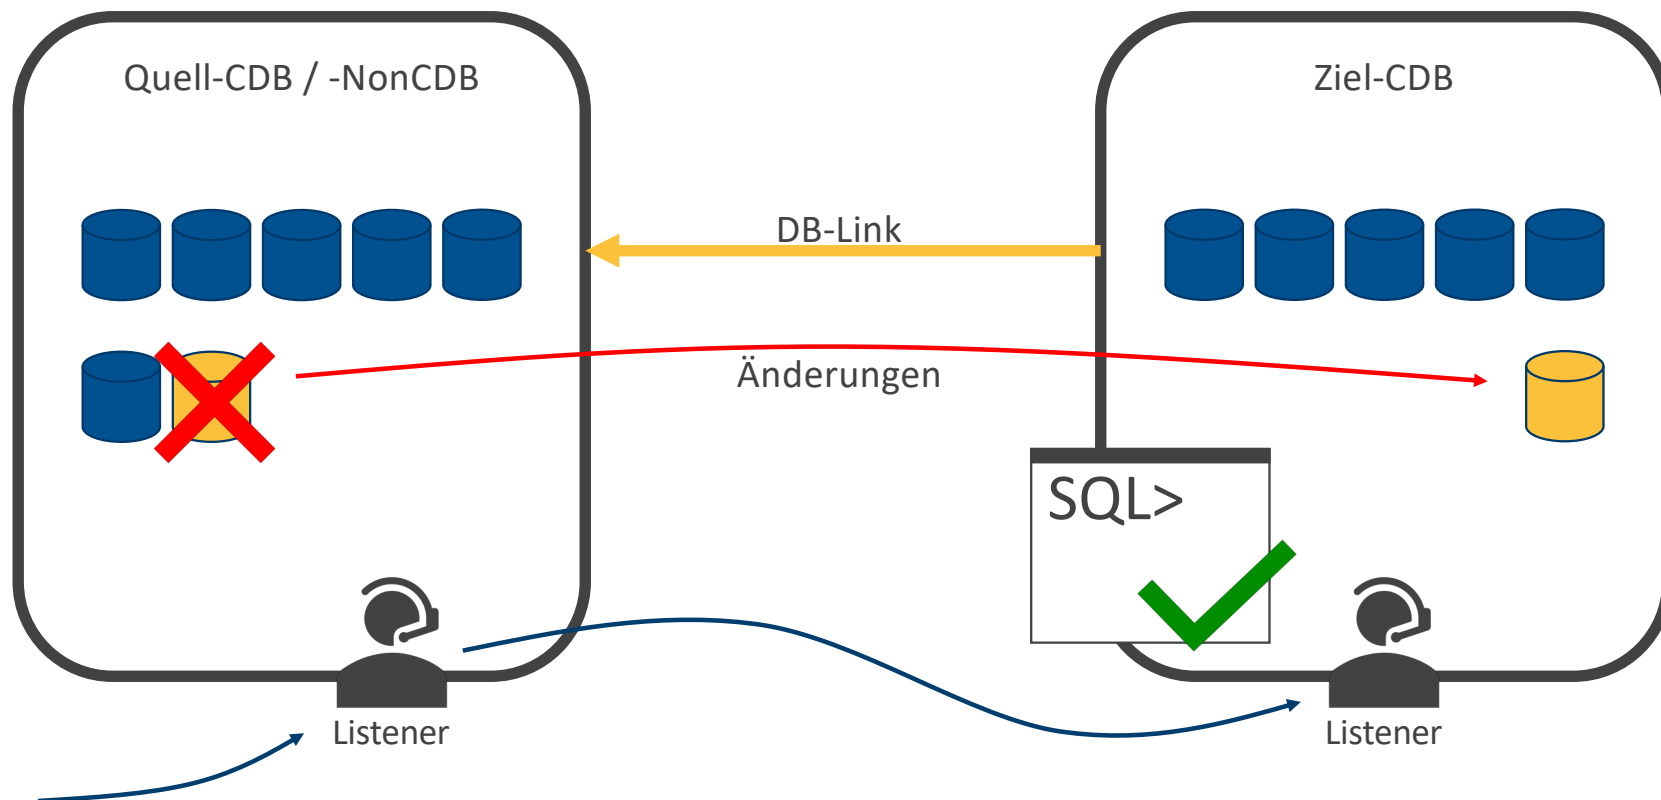 Quell-CDB / -NonCDB
Ziel-CDB
DB-Link
Änderungen
SQL>
Listener
Listener